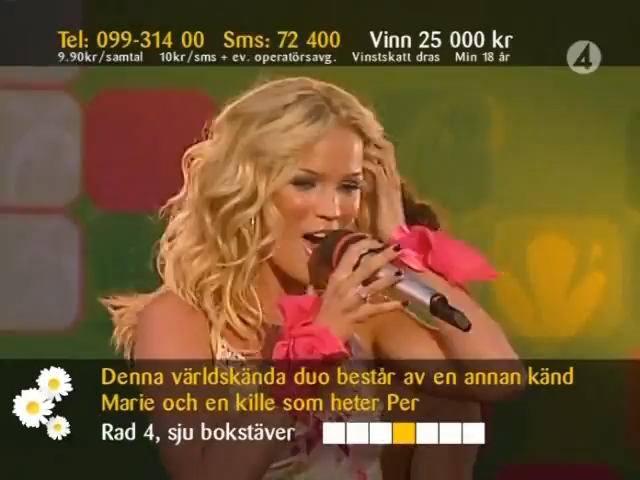 Tel: 099-314 00 Sms: 72 400 Vinn 25 000 kr
9.90kr/samtal 10kr/sms + ev. operatörsavg. Vinstskatt dras Min 18 år
4
Denna världskända duo består av en annan känd
Marie och en kille som heter Per
Rad 4, sju bokstäver